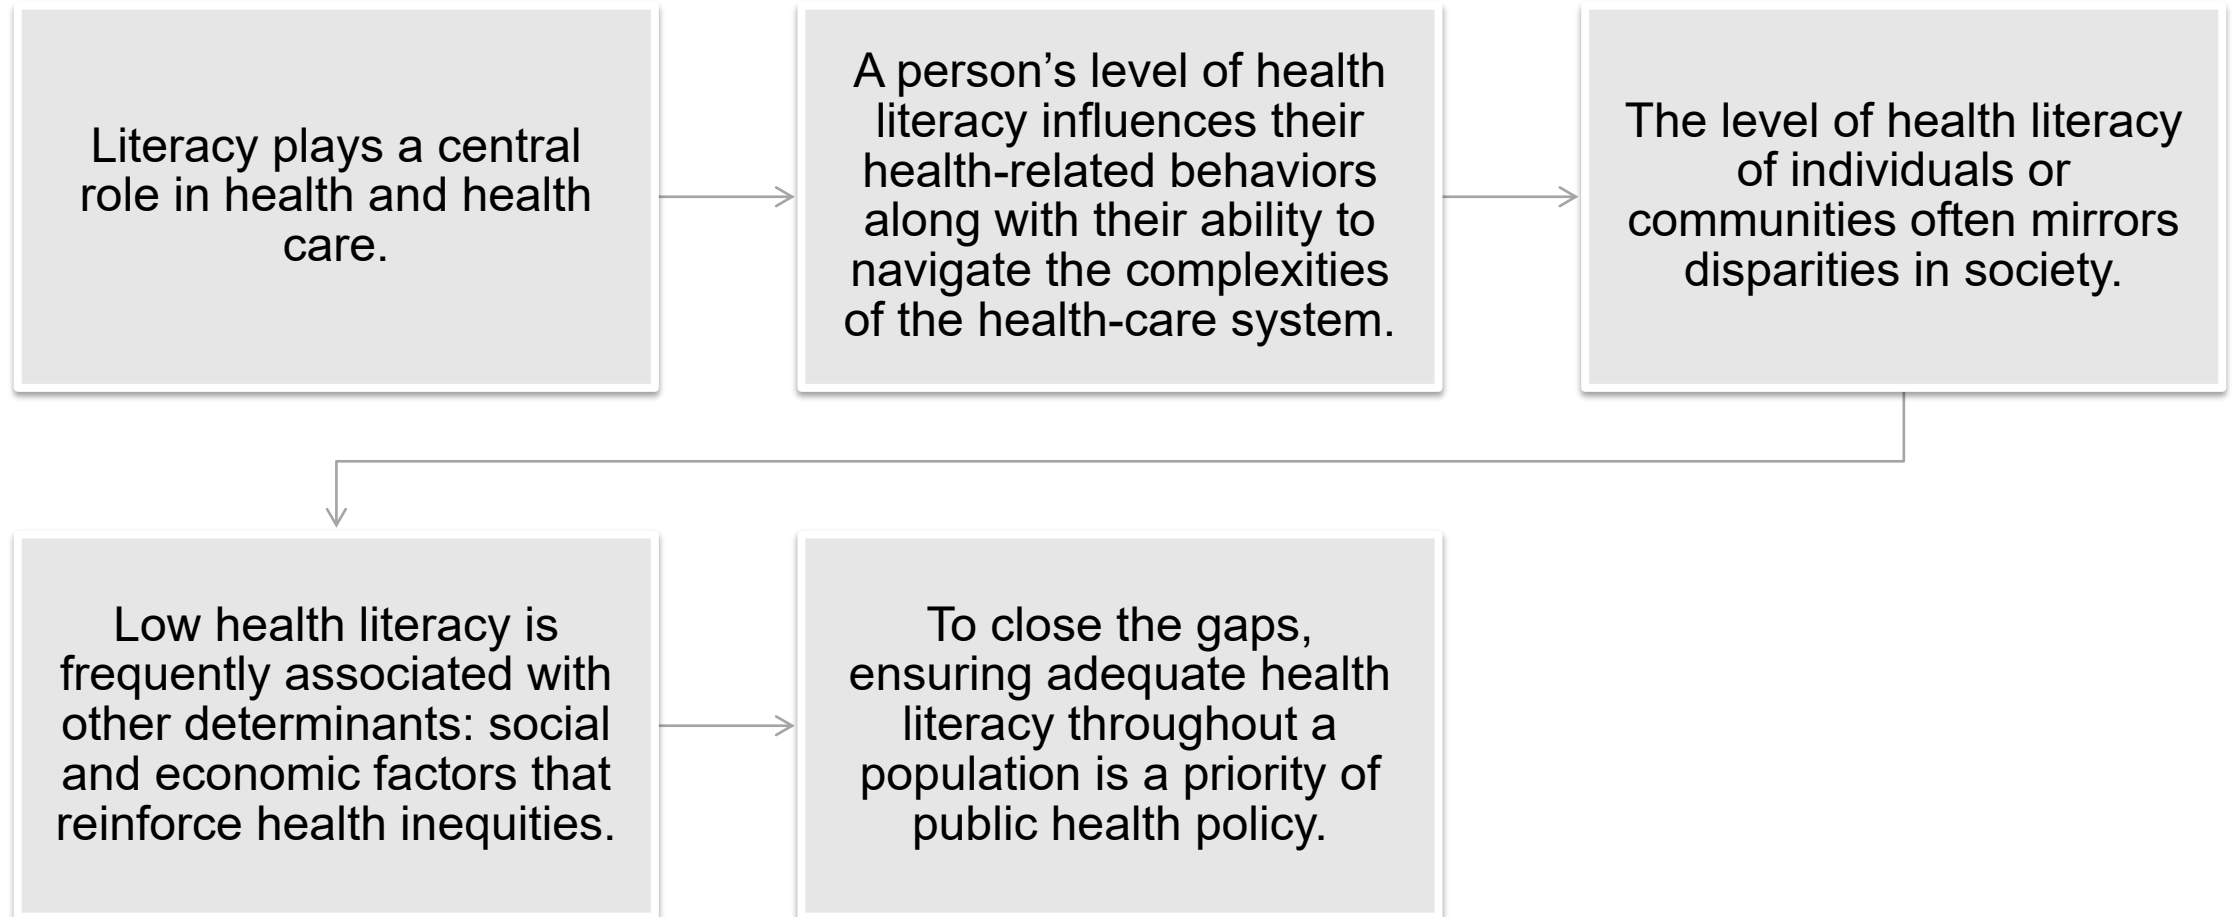 Literacy plays a central
role in health and health
care.
A person’s level of health
literacy influences their
health-related behaviors
along with their ability to
navigate the complexities
of the health-care system.
The level of health literacy
of individuals or
communities often mirrors
disparities in society.
Low health literacy is
frequently associated with
other determinants: social
and economic factors that
reinforce health inequities.
To close the gaps,
ensuring adequate health
literacy throughout a
population is a priority of
public health policy.